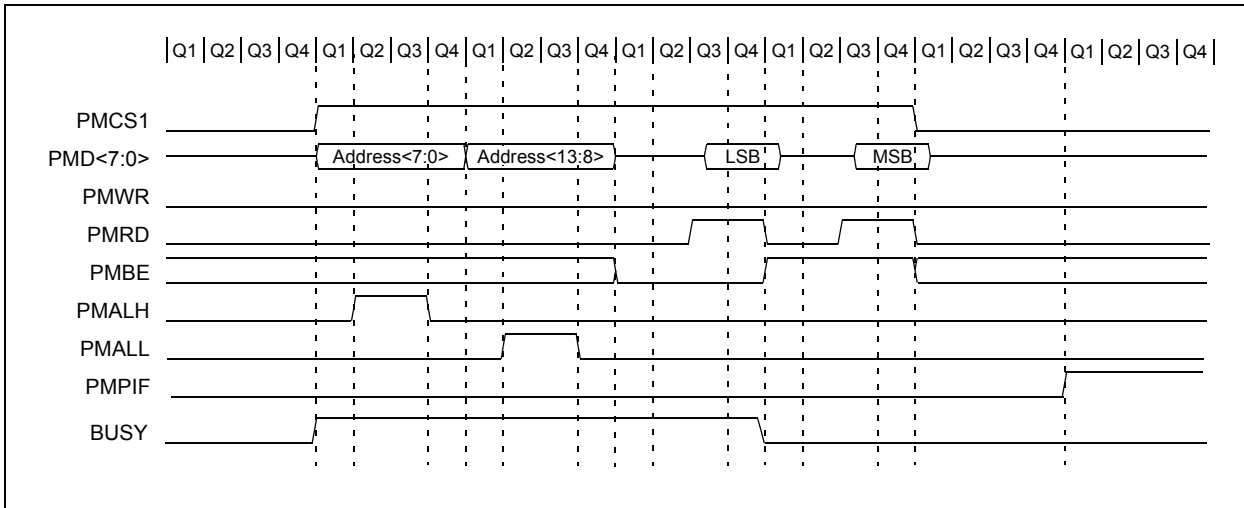 |Q1|Q2|Q3|Q4|Q1|Q2|Q3|Q4|Q1|Q2|Q3|Q4|Q1|Q2|Q3|Q4|Q1|Q2|Q3|Q4|Q1|Q2|Q3|Q4|Q1|Q2|Q3|Q4|
PMCS1
PMD<7:0> Address<7:0> Address<13:8> LSB MSB
PMWR
PMRD
PMBE
PMALH
PMALL
PMPIF
BUSY